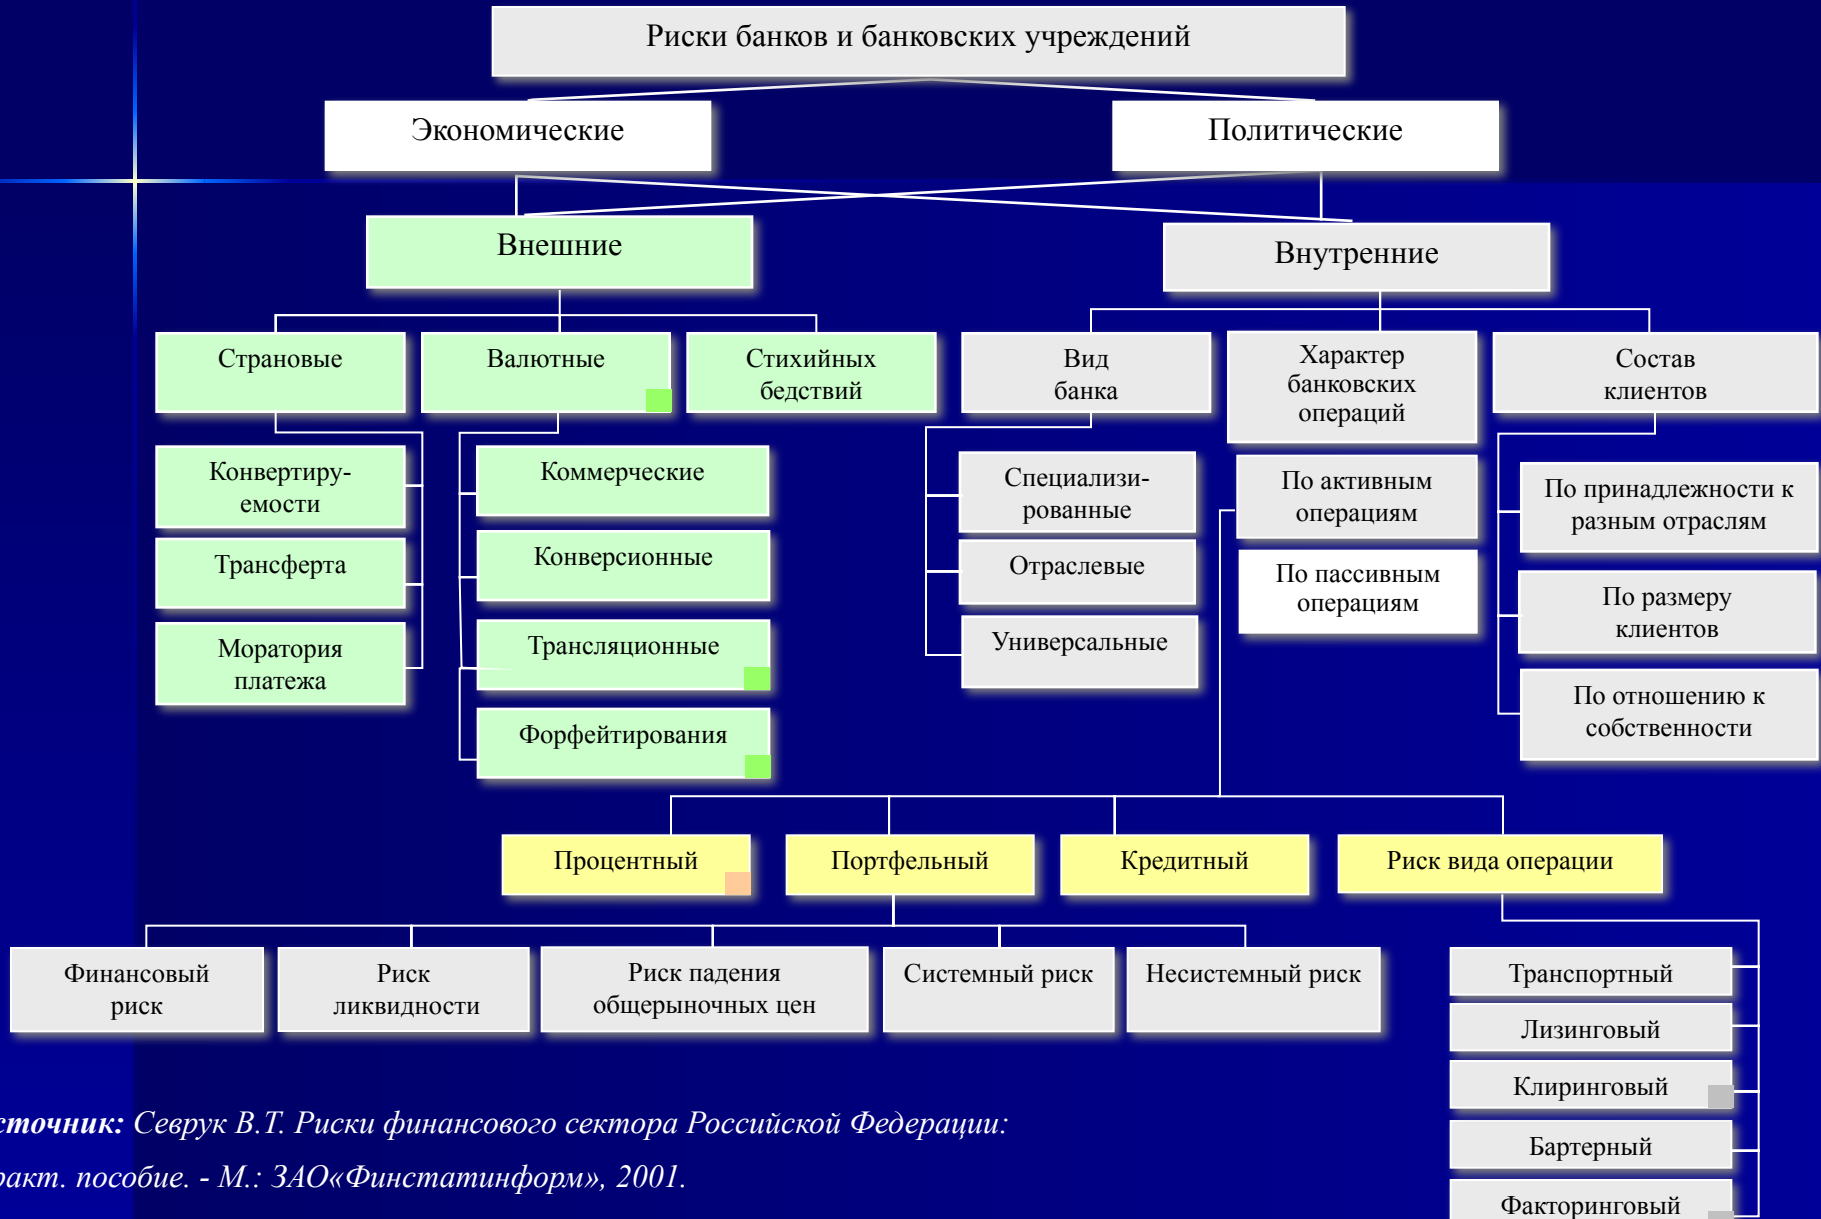 Риски банков и банковских учреждений
Экономические
Политические
Внешние
Внутренние
Страновые
Валютные
Стихийных
бедствий
Вид
банка
Характер
банковских
операций
Состав
клиентов
Конвертиру-
емости
Трансферта
Моратория
платежа
Коммерческие
Конверсионные
Трансляционные
Форфейтирования
Специализи-
рованные
Отраслевые
Универсальные
По активным
операциям
По пассивным
операциям
По принадлежности к
разным отраслям
По размеру
клиентов
По отношению к
собственности
Процентный
Портфельный
Кредитный
Риск вида операции
Финансовый
риск
Риск
ликвидности
Риск падения
общерыночных цен
Системный риск
Несистемный риск
Транспортный
Лизинговый
Клиринговый
Бартерный
Факторинговый
сточник: Севрук В.Т. Риски финансового сектора Российской Федерации:
ракт. пособие. - М.: ЗАО«Финстатинформ», 2001.